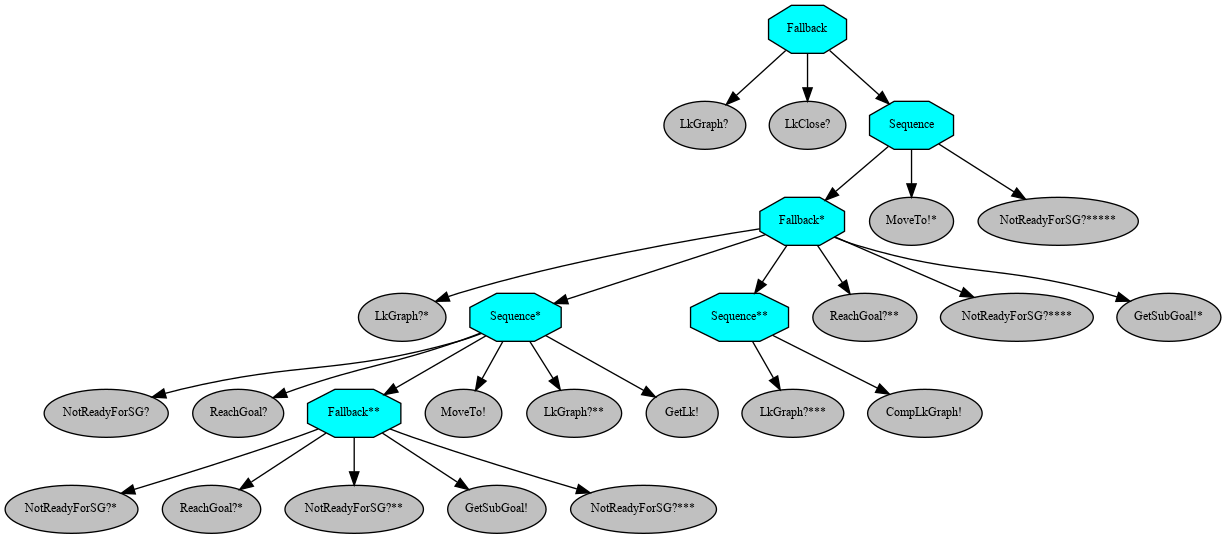 Fallback
LkGraph?
LkClose?
Sequence
Fallback*
MoveTo!*
NotReadyForSG?*****
LkGraph?*
Sequence*
Sequence**
ReachGoal?**
NotReadyForSG?****
GetSubGoal!*
NotReadyForSG?
ReachGoal?
Fallback**
MoveTo!
LkGraph?**
GetLk!
LkGraph?***
CompLkGraph!
NotReadyForSG?*
ReachGoal?*
NotReadyForSG?**
GetSubGoal!
NotReadyForSG?***